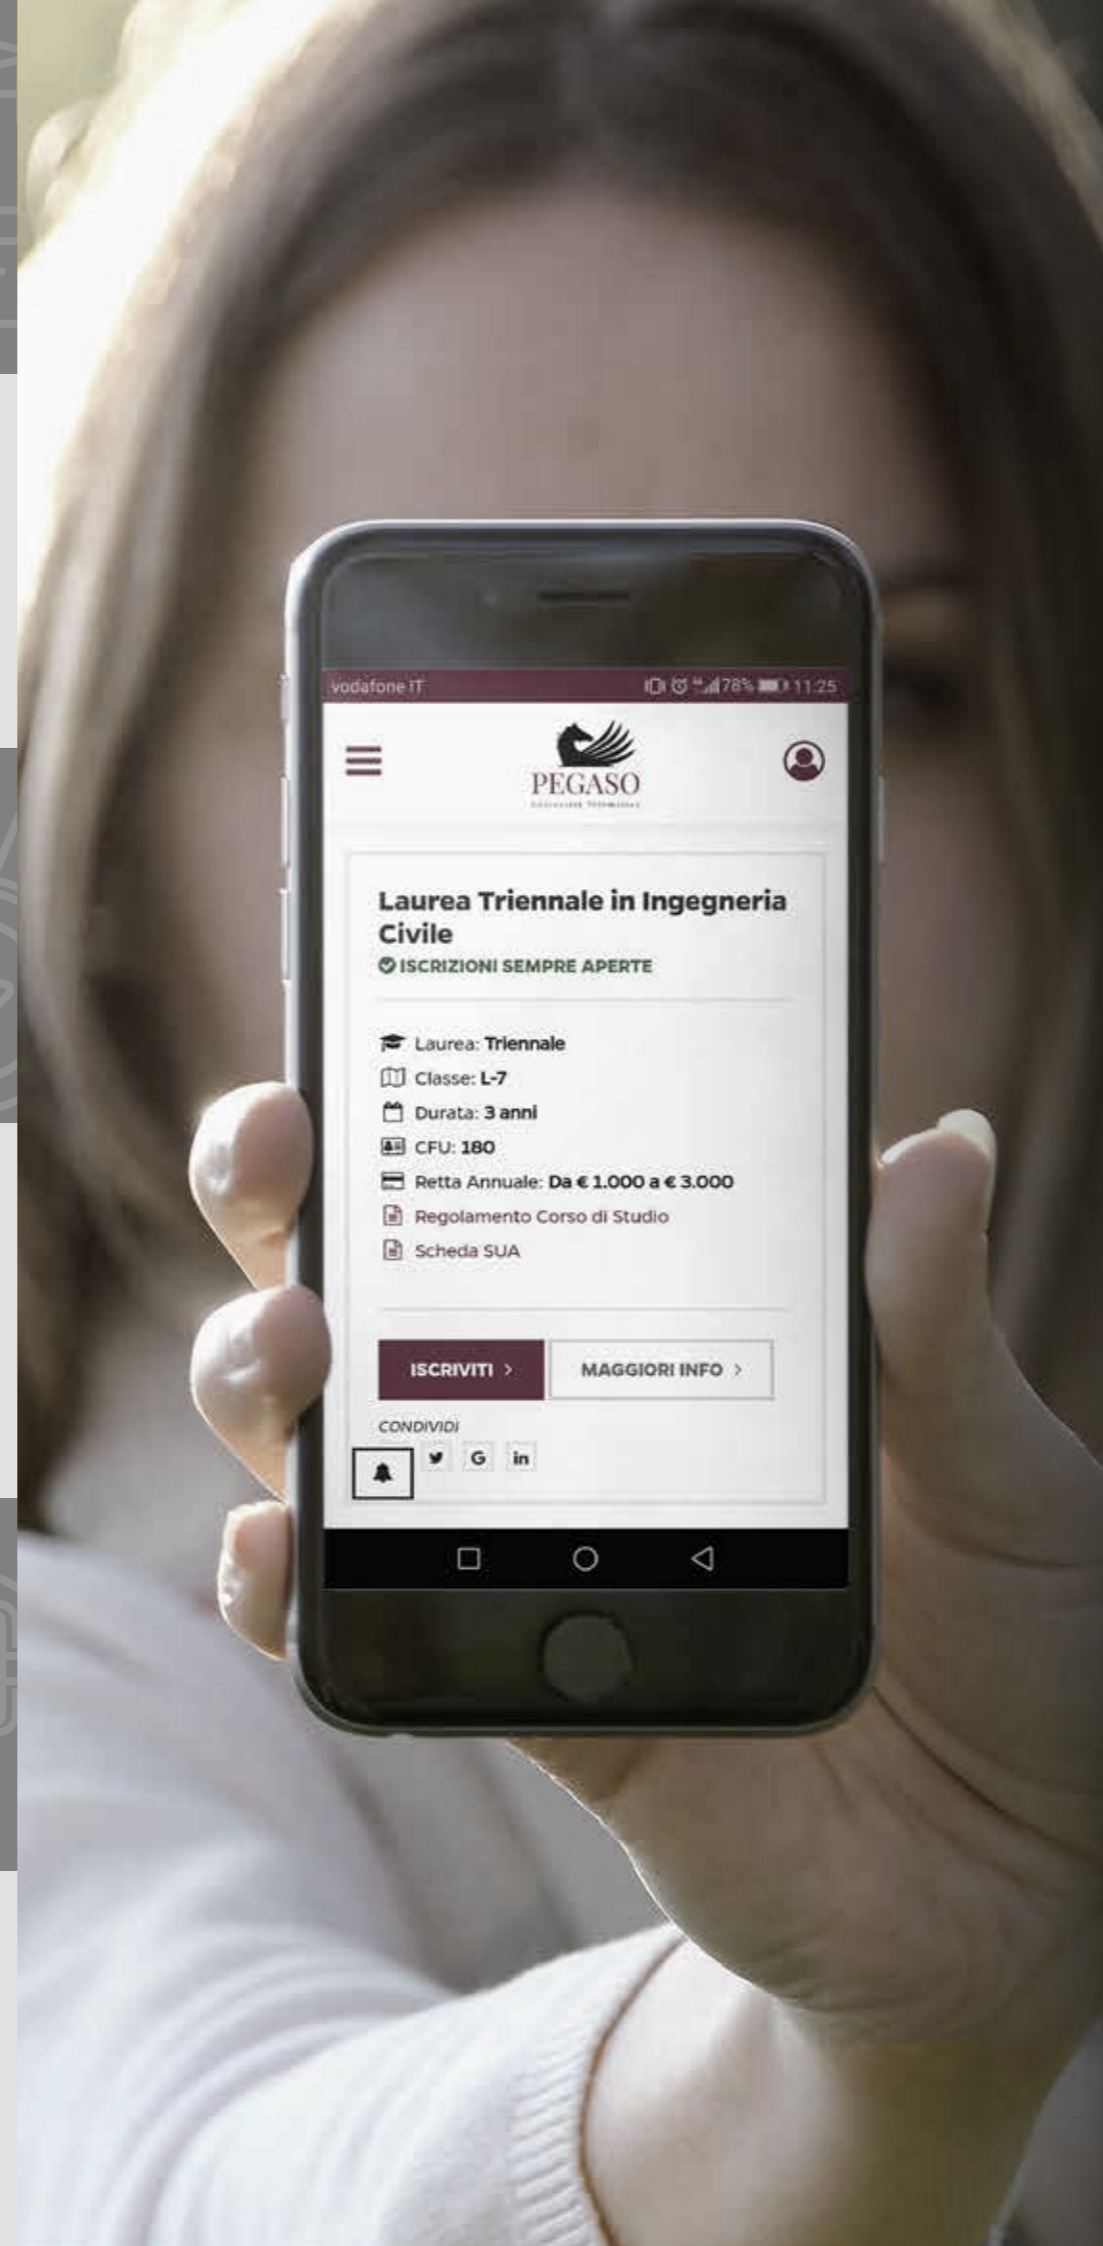 vodafone IT 78% 11:25
PEGASO
Università Telematica
Laurea Triennale in Ingegneria
Civile
ISCRIZIONI SEMPRE APERTE
Laurea: Triennale
Classe: L-7
Durata: 3 anni
CFU: 180
Retta Annuale: Da € 1.000 a € 3.000
Regolamento Corso di Studio
Scheda SUA
ISCRIVITI > MAGGIORI INFO >
CONDIVIDI
G in